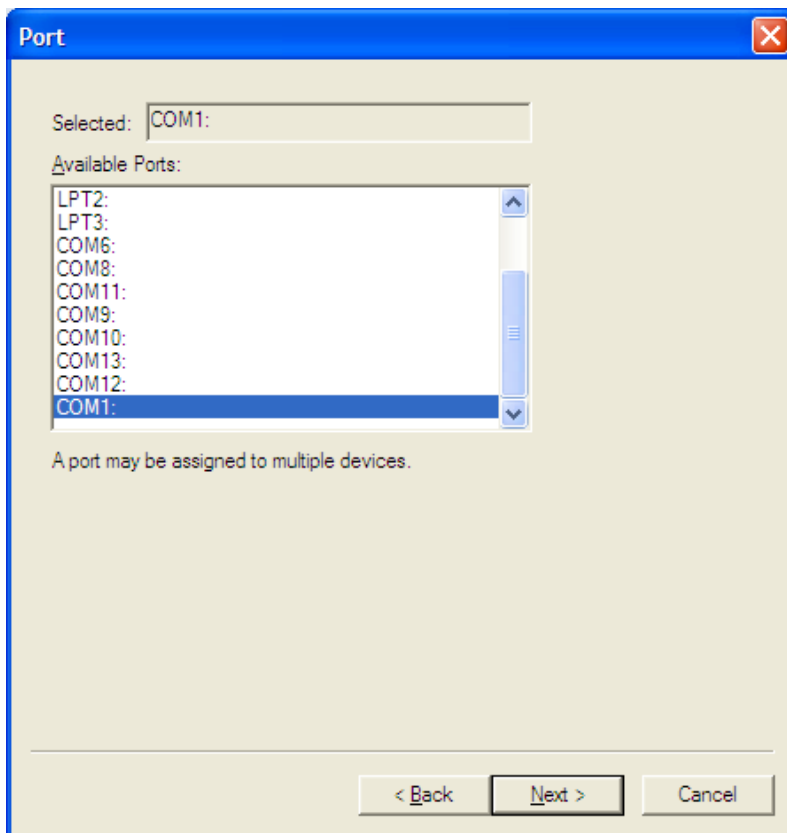 Port
Selected: COM1:
Available Ports:
LPT2:
LPT3:
COM6:
COM8:
COM11:
COM9:
COM10:
COM13:
COM12:
COM1:
A port may be assigned to multiple devices.
< Back Next > Cancel